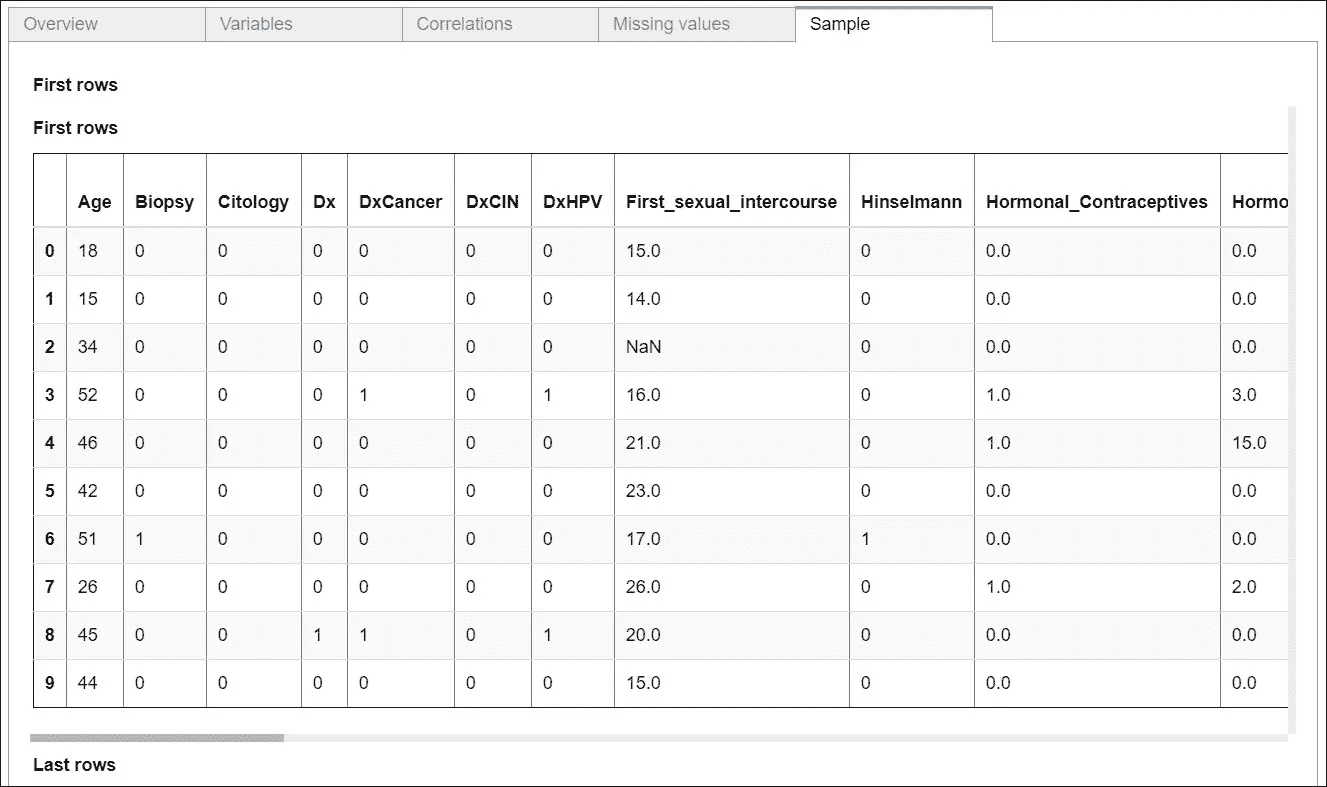 Overview Variables Correlations Missing values Sample
First rows
First rows
Age Biopsy Citology Dx DxCancer DxCIN DxHPV First_sexual_intercourse Hinselmann Hormonal_Contraceptives Hormo
0 18 0 0 0 0 0 0 15.0 0 0.0 0.0
1 15 0 0 0 0 0 0 14.0 0 0.0 0.0
2 34 0 0 0 0 0 0 NaN 0 0.0 0.0
3 52 0 0 0 1 0 1 16.0 0 1.0 3.0
4 46 0 0 0 0 0 0 21.0 0 1.0 15.0
5 42 0 0 0 0 0 0 23.0 0 0.0 0.0
6 51 1 0 0 0 0 0 17.0 1 0.0 0.0
7 26 0 0 0 0 0 0 26.0 0 1.0 2.0
8 45 0 0 1 1 0 1 20.0 0 0.0 0.0
9 44 0 0 0 0 0 0 15.0 0 0.0 0.0
Last rows